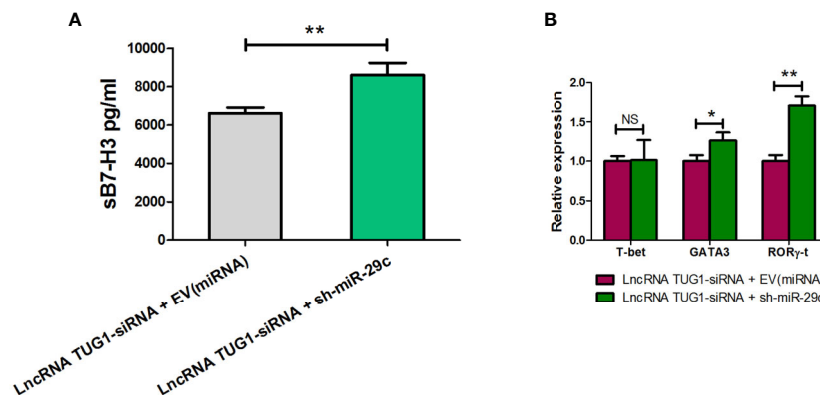 A
**
10000
8000
6000
4000
2000
0
sB7-H3 pg/ml
LncRNA TUG1-siRNA + EV(miRNA)
LncRNA TUG1-siRNA + sh-miR-29c
B
2.0
1.5
1.0
0.5
0.0
Relative expression
NS
*
**
T-bet GATA3 RORγ-t
LncRNA TUG1-siRNA + EV(miRNA
LncRNA TUG1-siRNA + sh-miR-29c